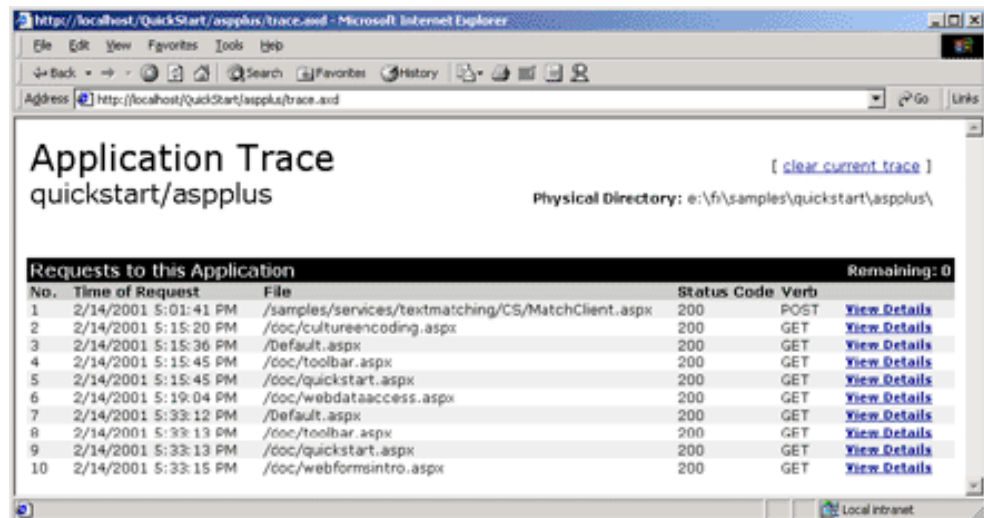 http://localhost/QuickStart/aspplus/trace.axd - Microsoft Internet Explorer
File Edit View Favorites Tools Help
Back Search Favorites History
Address http://localhost/QuickStart/aspplus/trace.axd Go Links
Application Trace
[ clear current trace ]
quickstart/aspplus
Physical Directory: e:\fx\samples\quickstart\aspplus\
Requests to this Application Remaining: 0
No. Time of Request File Status Code Verb
1 2/14/2001 5:01:41 PM /samples/services/textmatching/CS/MatchClient.aspx 200 POST View Details
2 2/14/2001 5:15:20 PM /doc/cultureencoding.aspx 200 GET View Details
3 2/14/2001 5:15:36 PM /Default.aspx 200 GET View Details
4 2/14/2001 5:15:45 PM /doc/toolbar.aspx 200 GET View Details
5 2/14/2001 5:15:45 PM /doc/quickstart.aspx 200 GET View Details
6 2/14/2001 5:19:04 PM /doc/webdataaccess.aspx 200 GET View Details
7 2/14/2001 5:33:12 PM /Default.aspx 200 GET View Details
8 2/14/2001 5:33:13 PM /doc/toolbar.aspx 200 GET View Details
9 2/14/2001 5:33:13 PM /doc/quickstart.aspx 200 GET View Details
10 2/14/2001 5:33:15 PM /doc/webformsintro.aspx 200 GET View Details
Local intranet